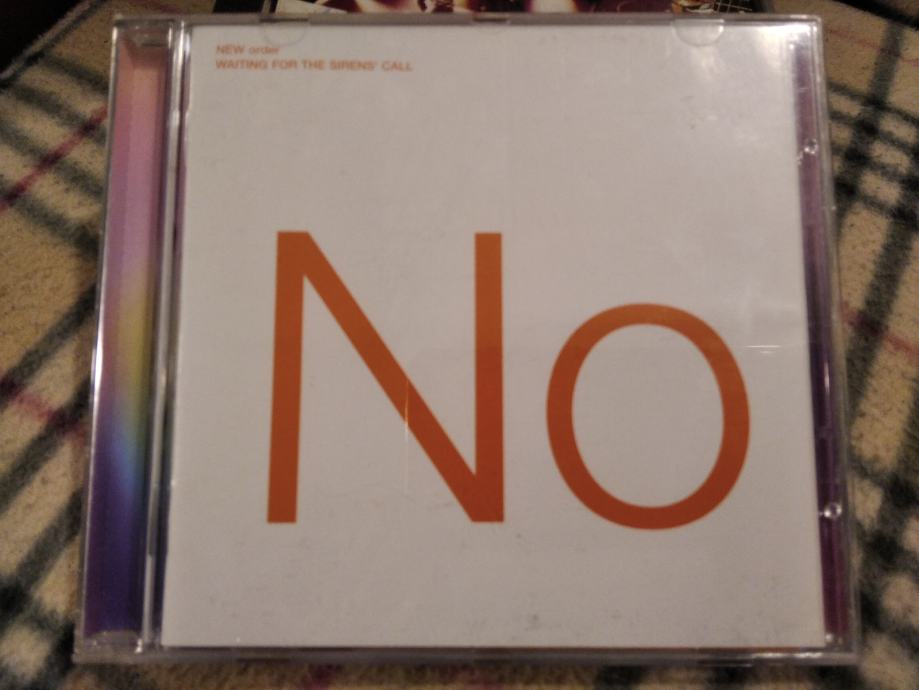 NEW order
WAITING FOR THE SIRENS' CALL
No